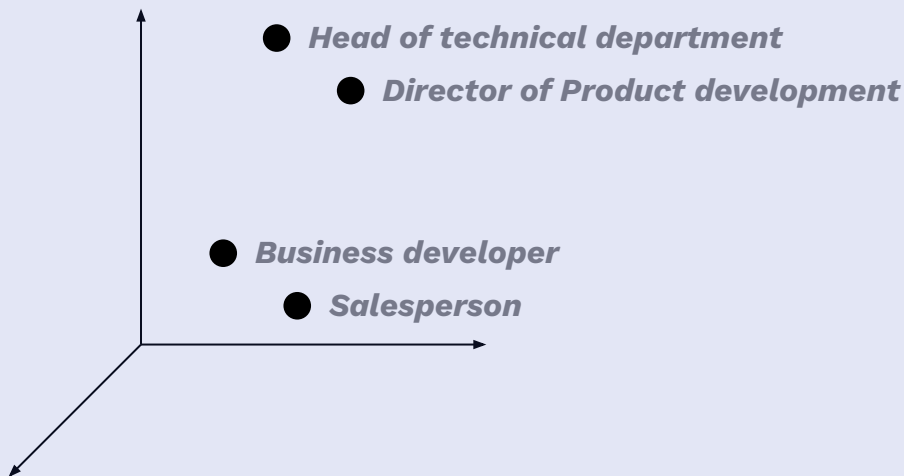 Head of technical department
Director of Product development
Business developer
Salesperson